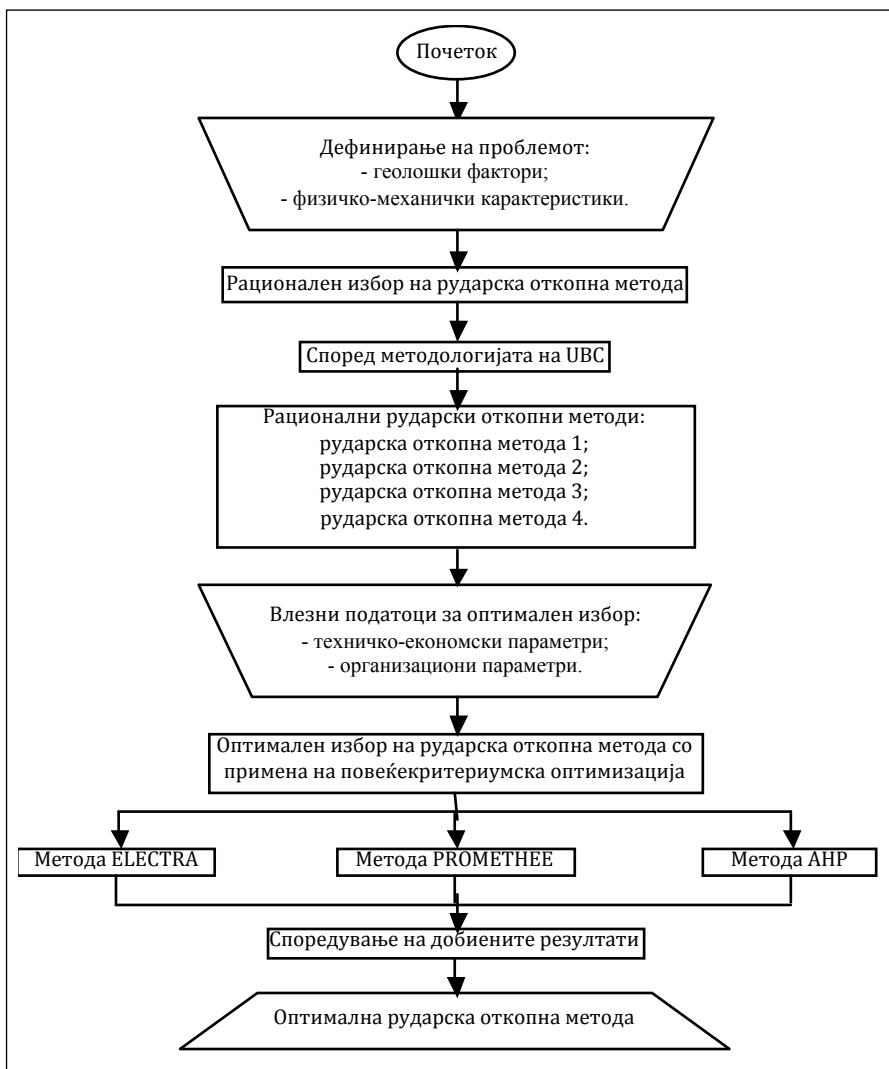 Почеток
Дефинирање на проблемот:
- геолошки фактори;
- физичко-механички карактеристики.
Рационален избор на рударска откопна метода
Според методологијата на UBC
Рационални рударски откопни методи:
рударска откопна метода 1;
рударска откопна метода 2;
рударска откопна метода 3;
рударска откопна метода 4.
Влезни податоци за оптимален избор:
- техничко-економски параметри;
- организациони параметри.
Оптимален избор на рударска откопна метода со
примена на повеќекритериумска оптимизација
Метода ELECTRA
Метода PROMETHEE
Метода AHP
Споредување на добиените резултати
Оптимална рударска откопна метода